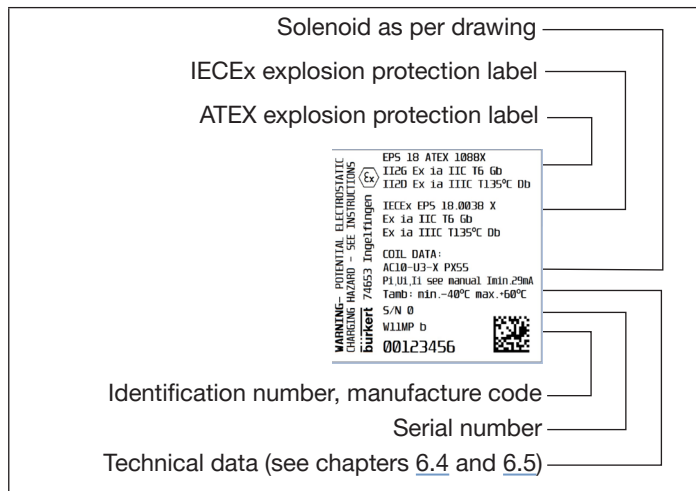 Solenoid as per drawing
IECEx explosion protection label
ATEX explosion protection label
WARNING– POTENTIAL ELECTROSTATIC
CHARGING HAZARD – SEE INSTRUCTIONS
bürkert 74653 Ingelfingen
Ex
EPS 18 ATEX 1088X
II2G Ex ia IIC T6 Gb
II2D Ex ia IIIC T135°C Db
IECEx EPS 18.0038 X
Ex ia IIC T6 Gb
Ex ia IIIC T135°C Db
COIL DATA:
AC10-U3-X PX55
Pi,Ui,Ii see manual Imin.29mA
Tamb: min.-40°C max.+60°C
S/N 0
W11MP b
00123456
Identification number, manufacture code
Serial number
Technical data (see chapters 6.4 and 6.5)